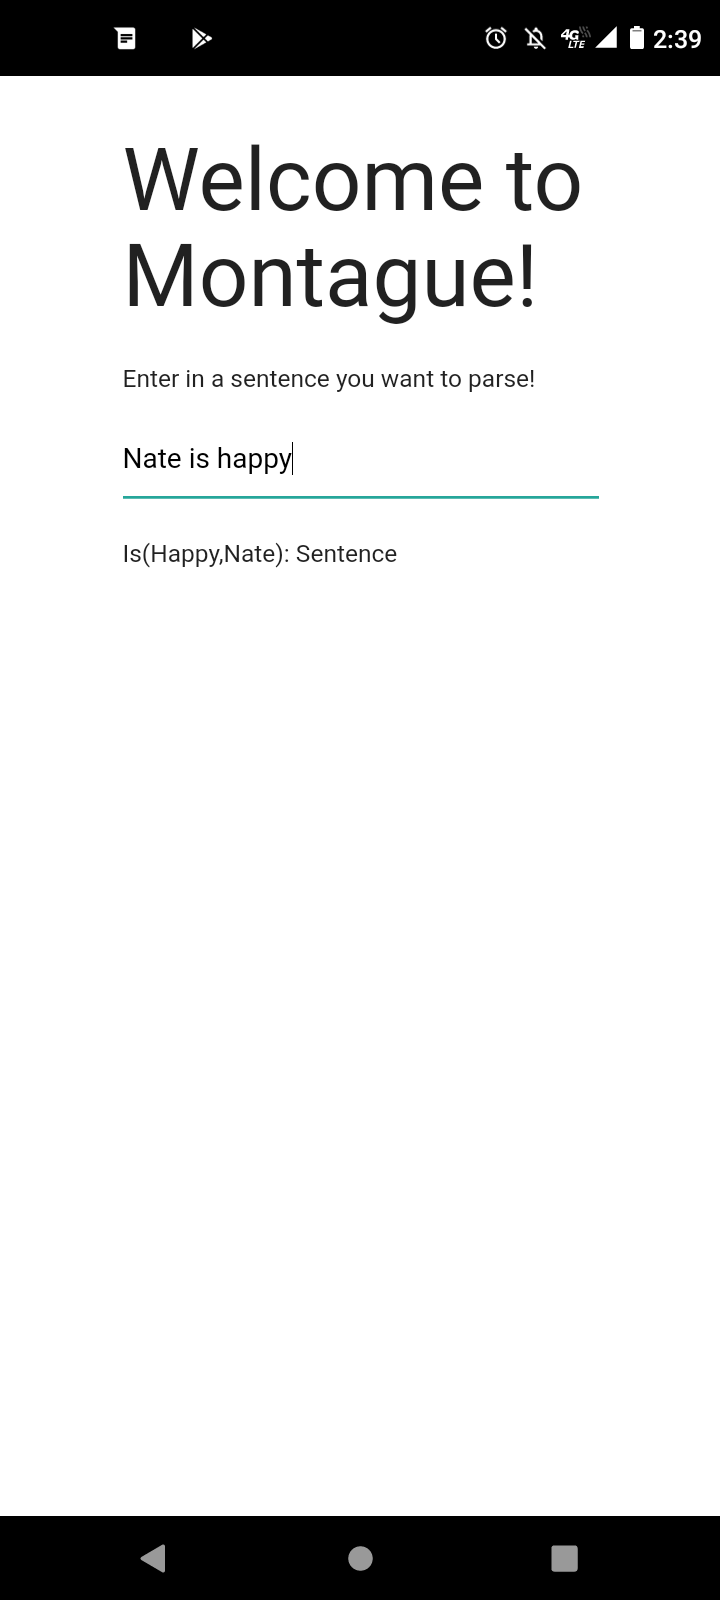 4G LTE 2:39
Welcome to
Montague!
Enter in a sentence you want to parse!
Nate is happy
Is(Happy,Nate): Sentence